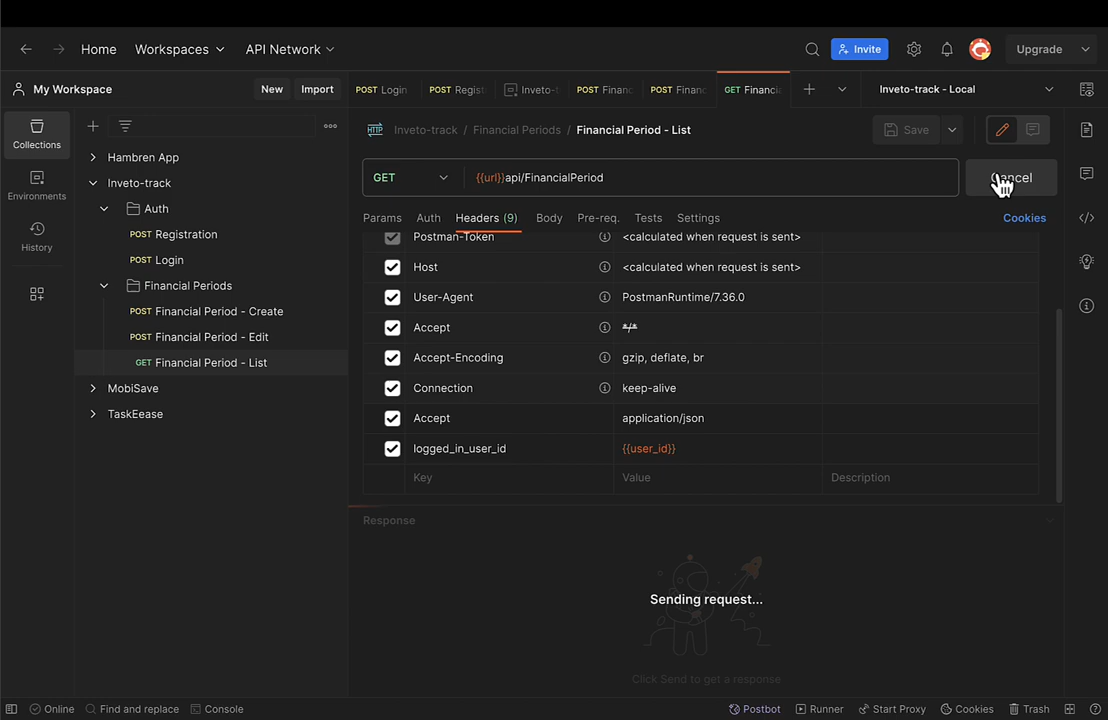 Home Workspaces API Network Invite Upgrade
My Workspace New Import POST Login POST Regist Inveto- POST Financ POST Financ GET Financia Inveto-track - Local
Collections
Environments
History
Hambren App
Inveto-track
Auth
POST Registration
POST Login
Financial Periods
POST Financial Period - Create
POST Financial Period - Edit
GET Financial Period - List
MobiSave
TaskEease
HTTP Inveto-track / Financial Periods / Financial Period - List Save
GET {{url}}api/FinancialPeriod Cancel
Params Auth Headers (9) Body Pre-req. Tests Settings Cookies
Postman-Token <calculated when request is sent>
Host <calculated when request is sent>
User-Agent PostmanRuntime/7.36.0
Accept */*
Accept-Encoding gzip, deflate, br
Connection keep-alive
Accept application/json
logged_in_user_id {{user_id}}
Key Value Description
Response
Sending request...
Click Send to get a response
Online Find and replace Console Postbot Runner Start Proxy Cookies Trash